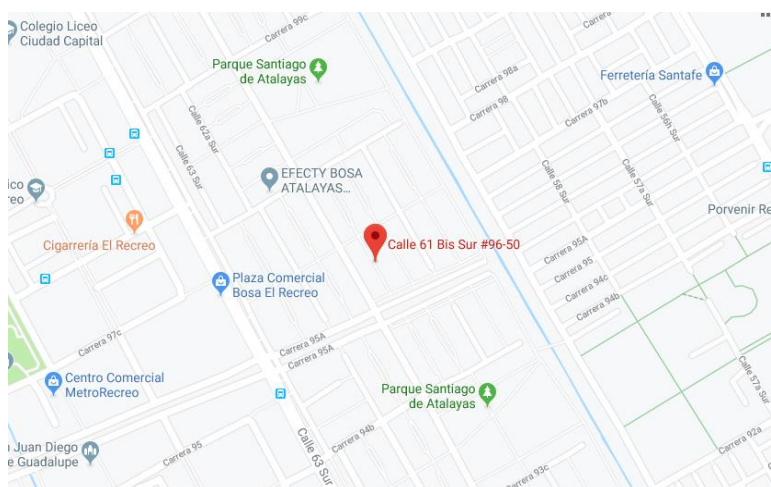 Colegio Liceo
Ciudad Capital
Carrera 99c
Parque Santiago
de Atalayas
Carrera 98a
Carrera 98
Ferretería Santafe
Carrera 97b
Calle 56h Sur
Calle 62a Sur
Calle 63 Sur
EFECTY BOSA
ATALAYAS...
Calle 58 Sur
Calle 57a Sur
ico
reo
Cigarrería El Recreo
Porvenir Re
Calle 61 Bis Sur #96-50
Carrera 95A
Carrera 95
Carrera 94c
Carrera 94b
Plaza Comercial
Bosa El Recreo
Carrera 97c
Carrera 95A
Carrera 95A
Centro Comercial
MetroRecreo
Parque Santiago
de Atalayas
Calle 57a Sur
Juan Diego
e Guadalupe
Carrera 95
Calle 63 Sur
Carrera 94b
Carrera 93c
Carrera 92a